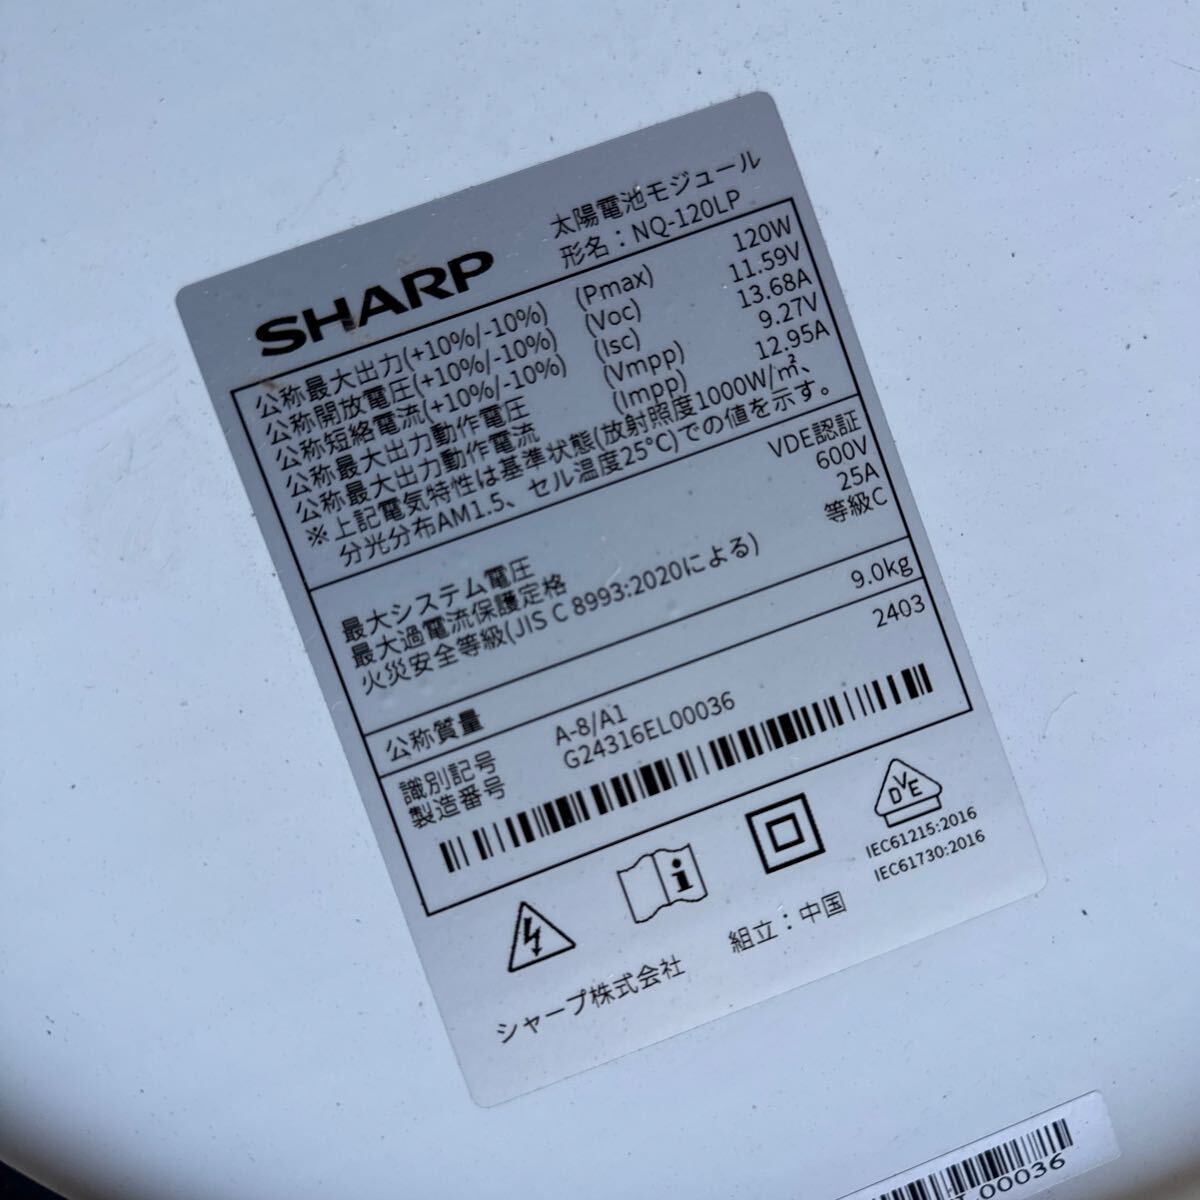 SHARP
太陽電池モジュール
形名：NQ-120LP
公称最大出力(+10%/-10%) (Pmax) 120W
公称開放電圧(+10%/-10%) (Voc) 11.59V
公称短絡電流(+10%/-10%) (Isc) 13.68A
公称最大出力動作電圧 (Vmpp) 9.27V
公称最大出力動作電流 (Impp) 12.95A
※上記電気特性は基準状態(放射照度1000W/㎡、
分光分布AM1.5、セル温度25℃)での値を示す。
VDE認証
最大システム電圧 600V
最大過電流保護定格 25A
火災安全等級(JIS C 8993:2020による) 等級C
公称質量 9.0kg
識別記号 A-8/A1 2403
製造番号 G24316EL00036
DVE
IEC61215:2016
IEC61730:2016
シャープ株式会社 組立：中国
00036